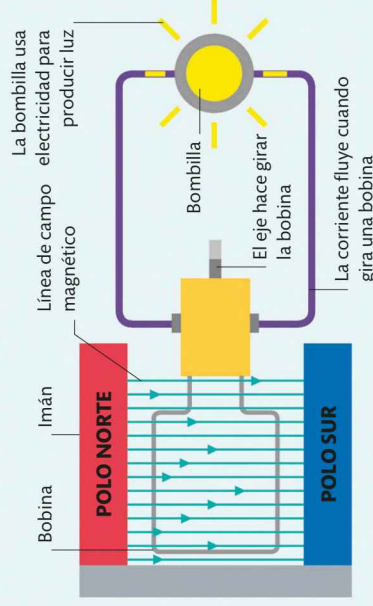 La bombilla usa
electricidad para
producir luz
Línea de campo
magnético
Imán
Bobina
POLO NORTE
Bombilla
El eje hace girar
la bobina
POLO SUR
La corriente fluye cuando
gira una bobina